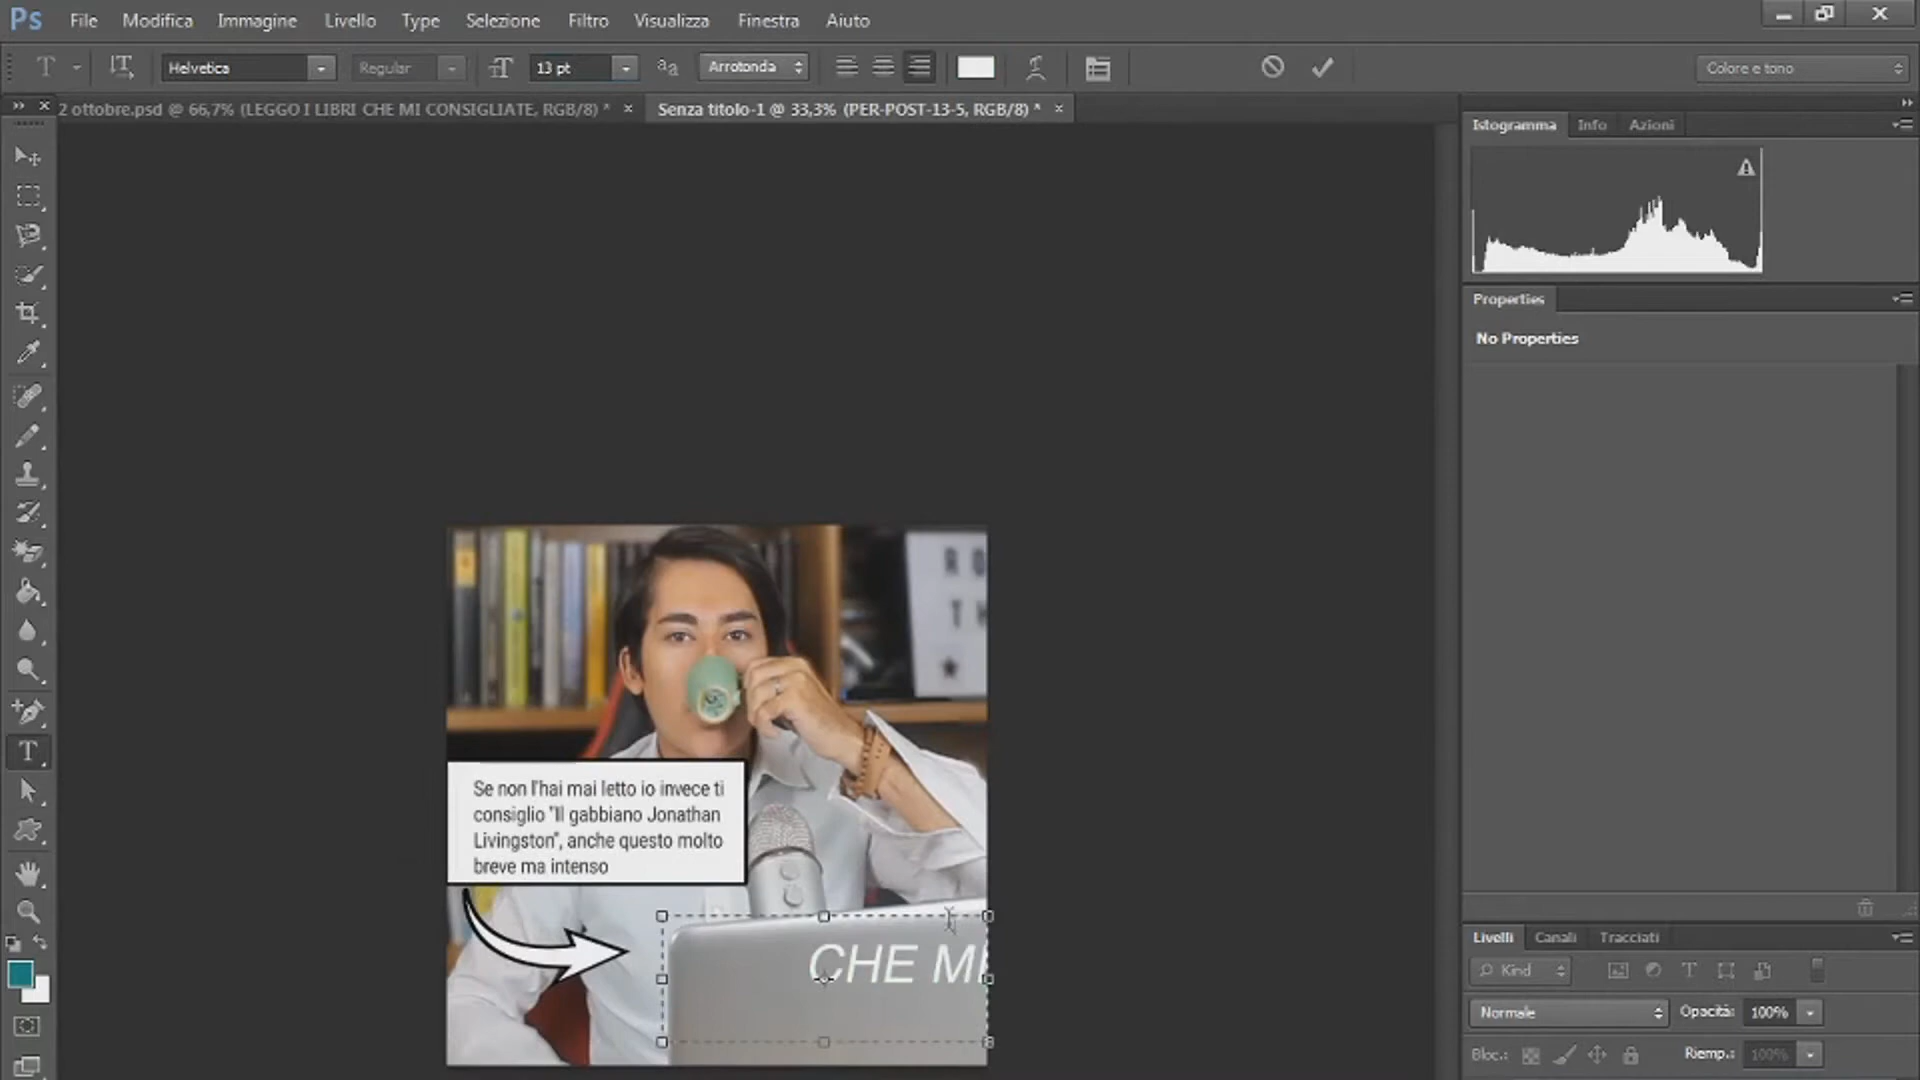 Ps File Modifica Immagine Livello Type Selezione Filtro Visualizza Finestra Aiuto
T Helvetica Regular 13 pt Arrotonda Colore e tono
2 ottobre.psd @ 66,7% (LEGGO I LIBRI CHE MI CONSIGLIATE, RGB/8) * Senza titolo-1 @ 33,3% (PER-POST-13-5, RGB/8) *
Istogramma Info Azioni
Properties
No Properties
Se non l'hai mai letto io invece ti
consiglio "Il gabbiano Jonathan
Livingston", anche questo molto
breve ma intenso
CHE MI
Livelli Canali Tracciati
Kind
Normale Opacità: 100%
Bloc.: Riemp.: 100%